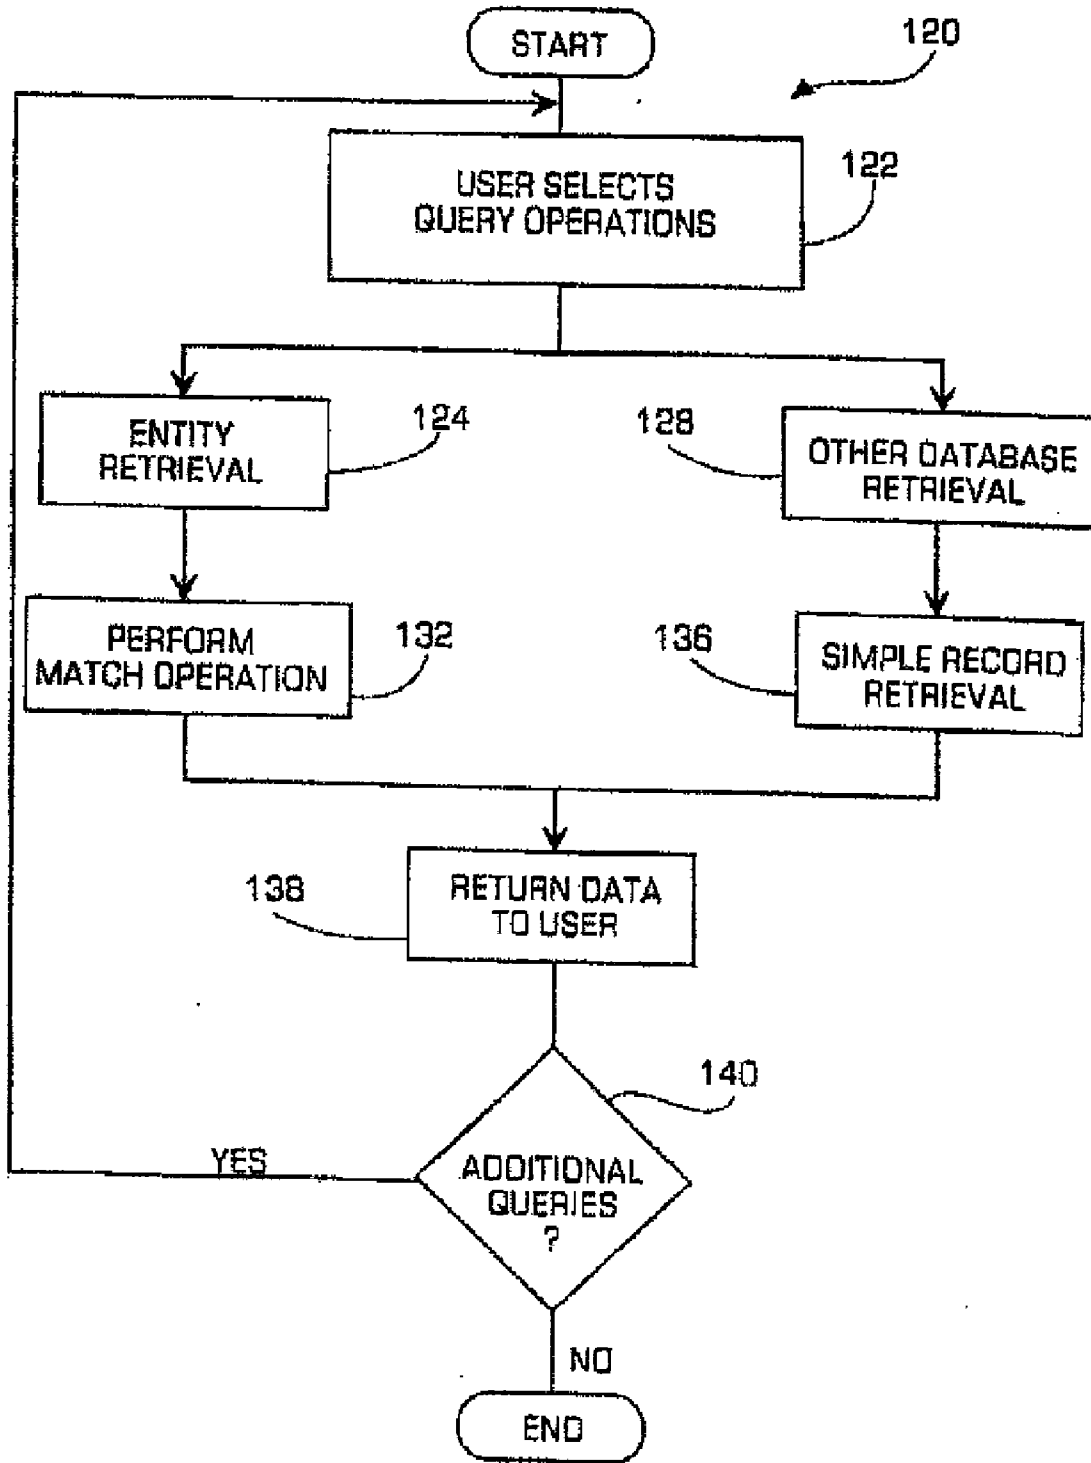 START
120
USER SELECTS
QUERY OPERATIONS
122
ENTITY
RETRIEVAL
124
128
OTHER DATABASE
RETRIEVAL
PERFORM
MATCH OPERATION
132
136
SIMPLE RECORD
RETRIEVAL
138
RETURN DATA
TO USER
140
YES
ADDITIONAL
QUERIES
?
NO
END